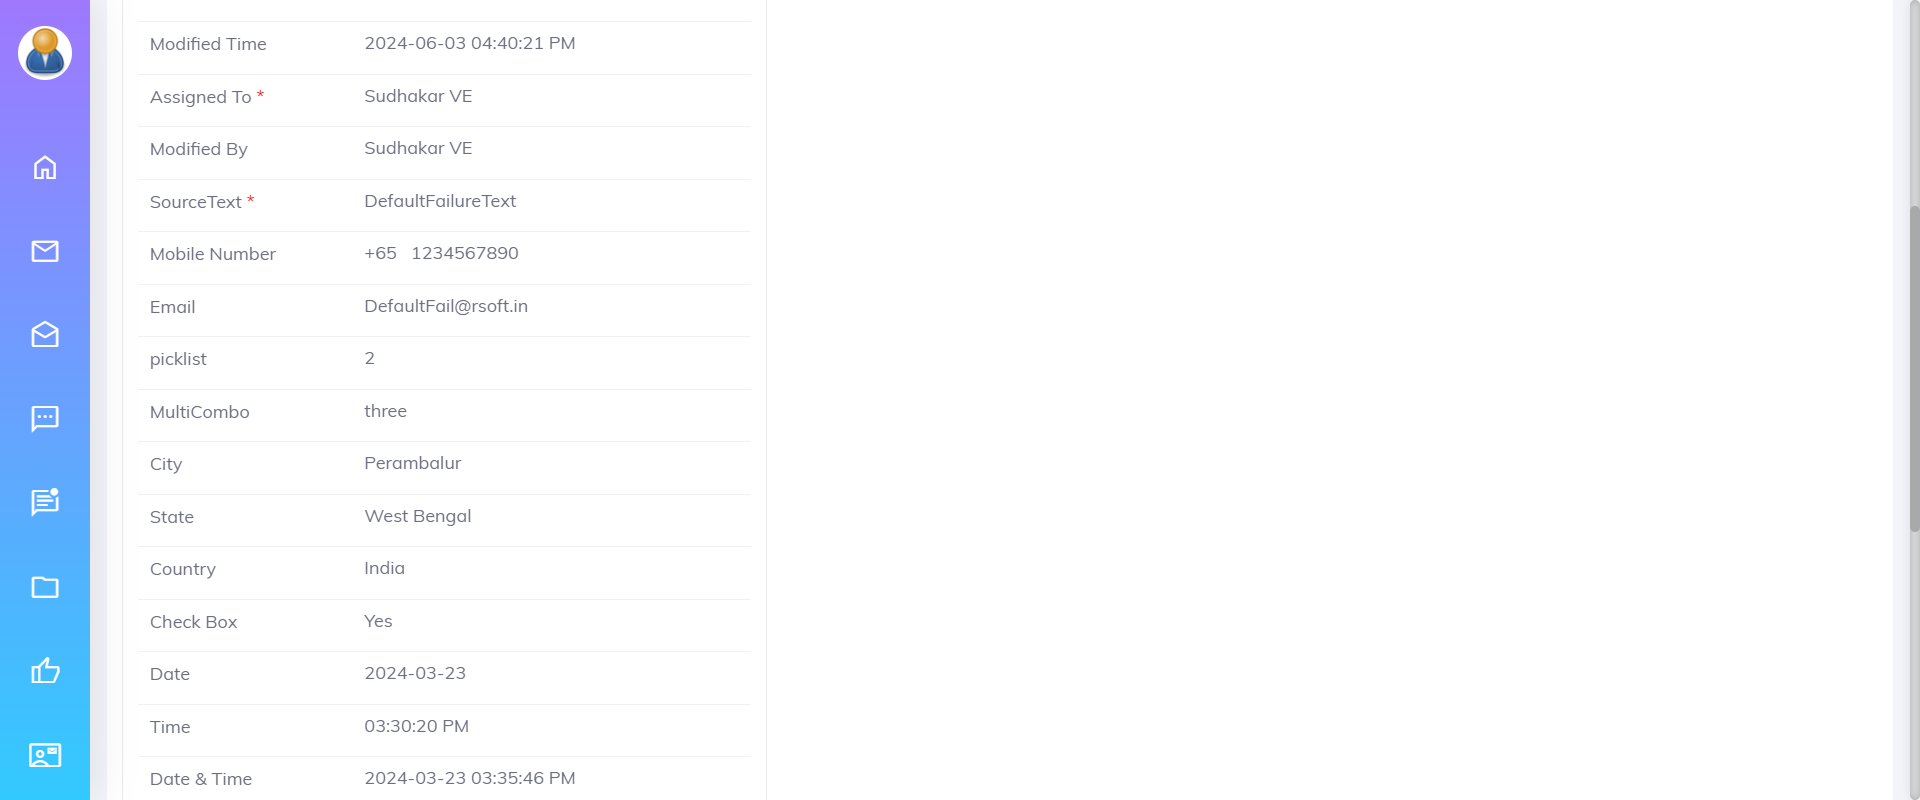 Modified Time 2024-06-03 04:40:21 PM
Assigned To * Sudhakar VE
Modified By Sudhakar VE
SourceText * DefaultFailureText
Mobile Number +65 1234567890
Email DefaultFail@rsoft.in
picklist 2
MultiCombo three
City Perambalur
State West Bengal
Country India
Check Box Yes
Date 2024-03-23
Time 03:30:20 PM
Date & Time 2024-03-23 03:35:46 PM